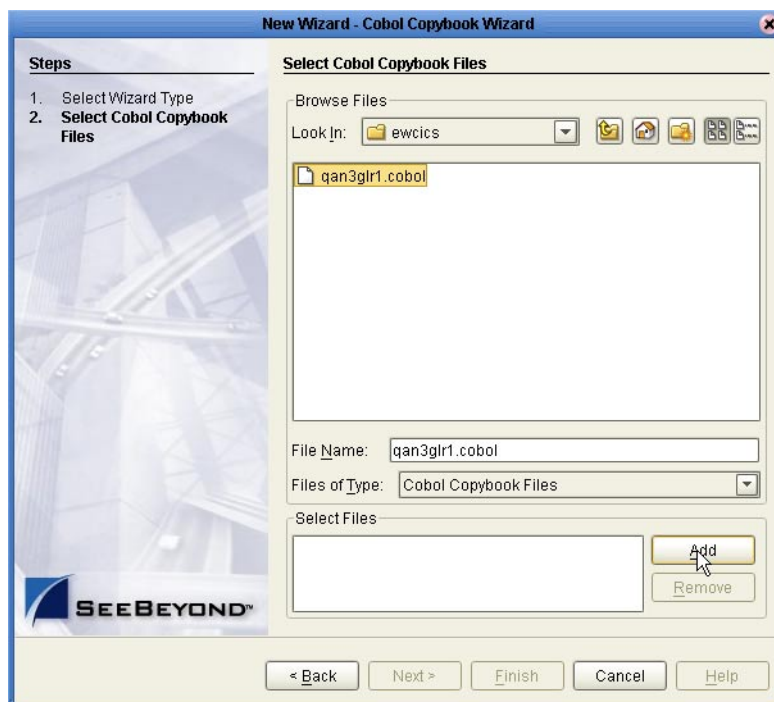 New Wizard - Cobol Copybook Wizard
Steps
1. Select Wizard Type
2. Select Cobol Copybook
Files
Select Cobol Copybook Files
Browse Files
Look In: ewcics
qan3glr1.cobol
File Name: qan3glr1.cobol
Files of Type: Cobol Copybook Files
Select Files
Add
Remove
SEEBEYOND™
< Back Next > Finish Cancel Help